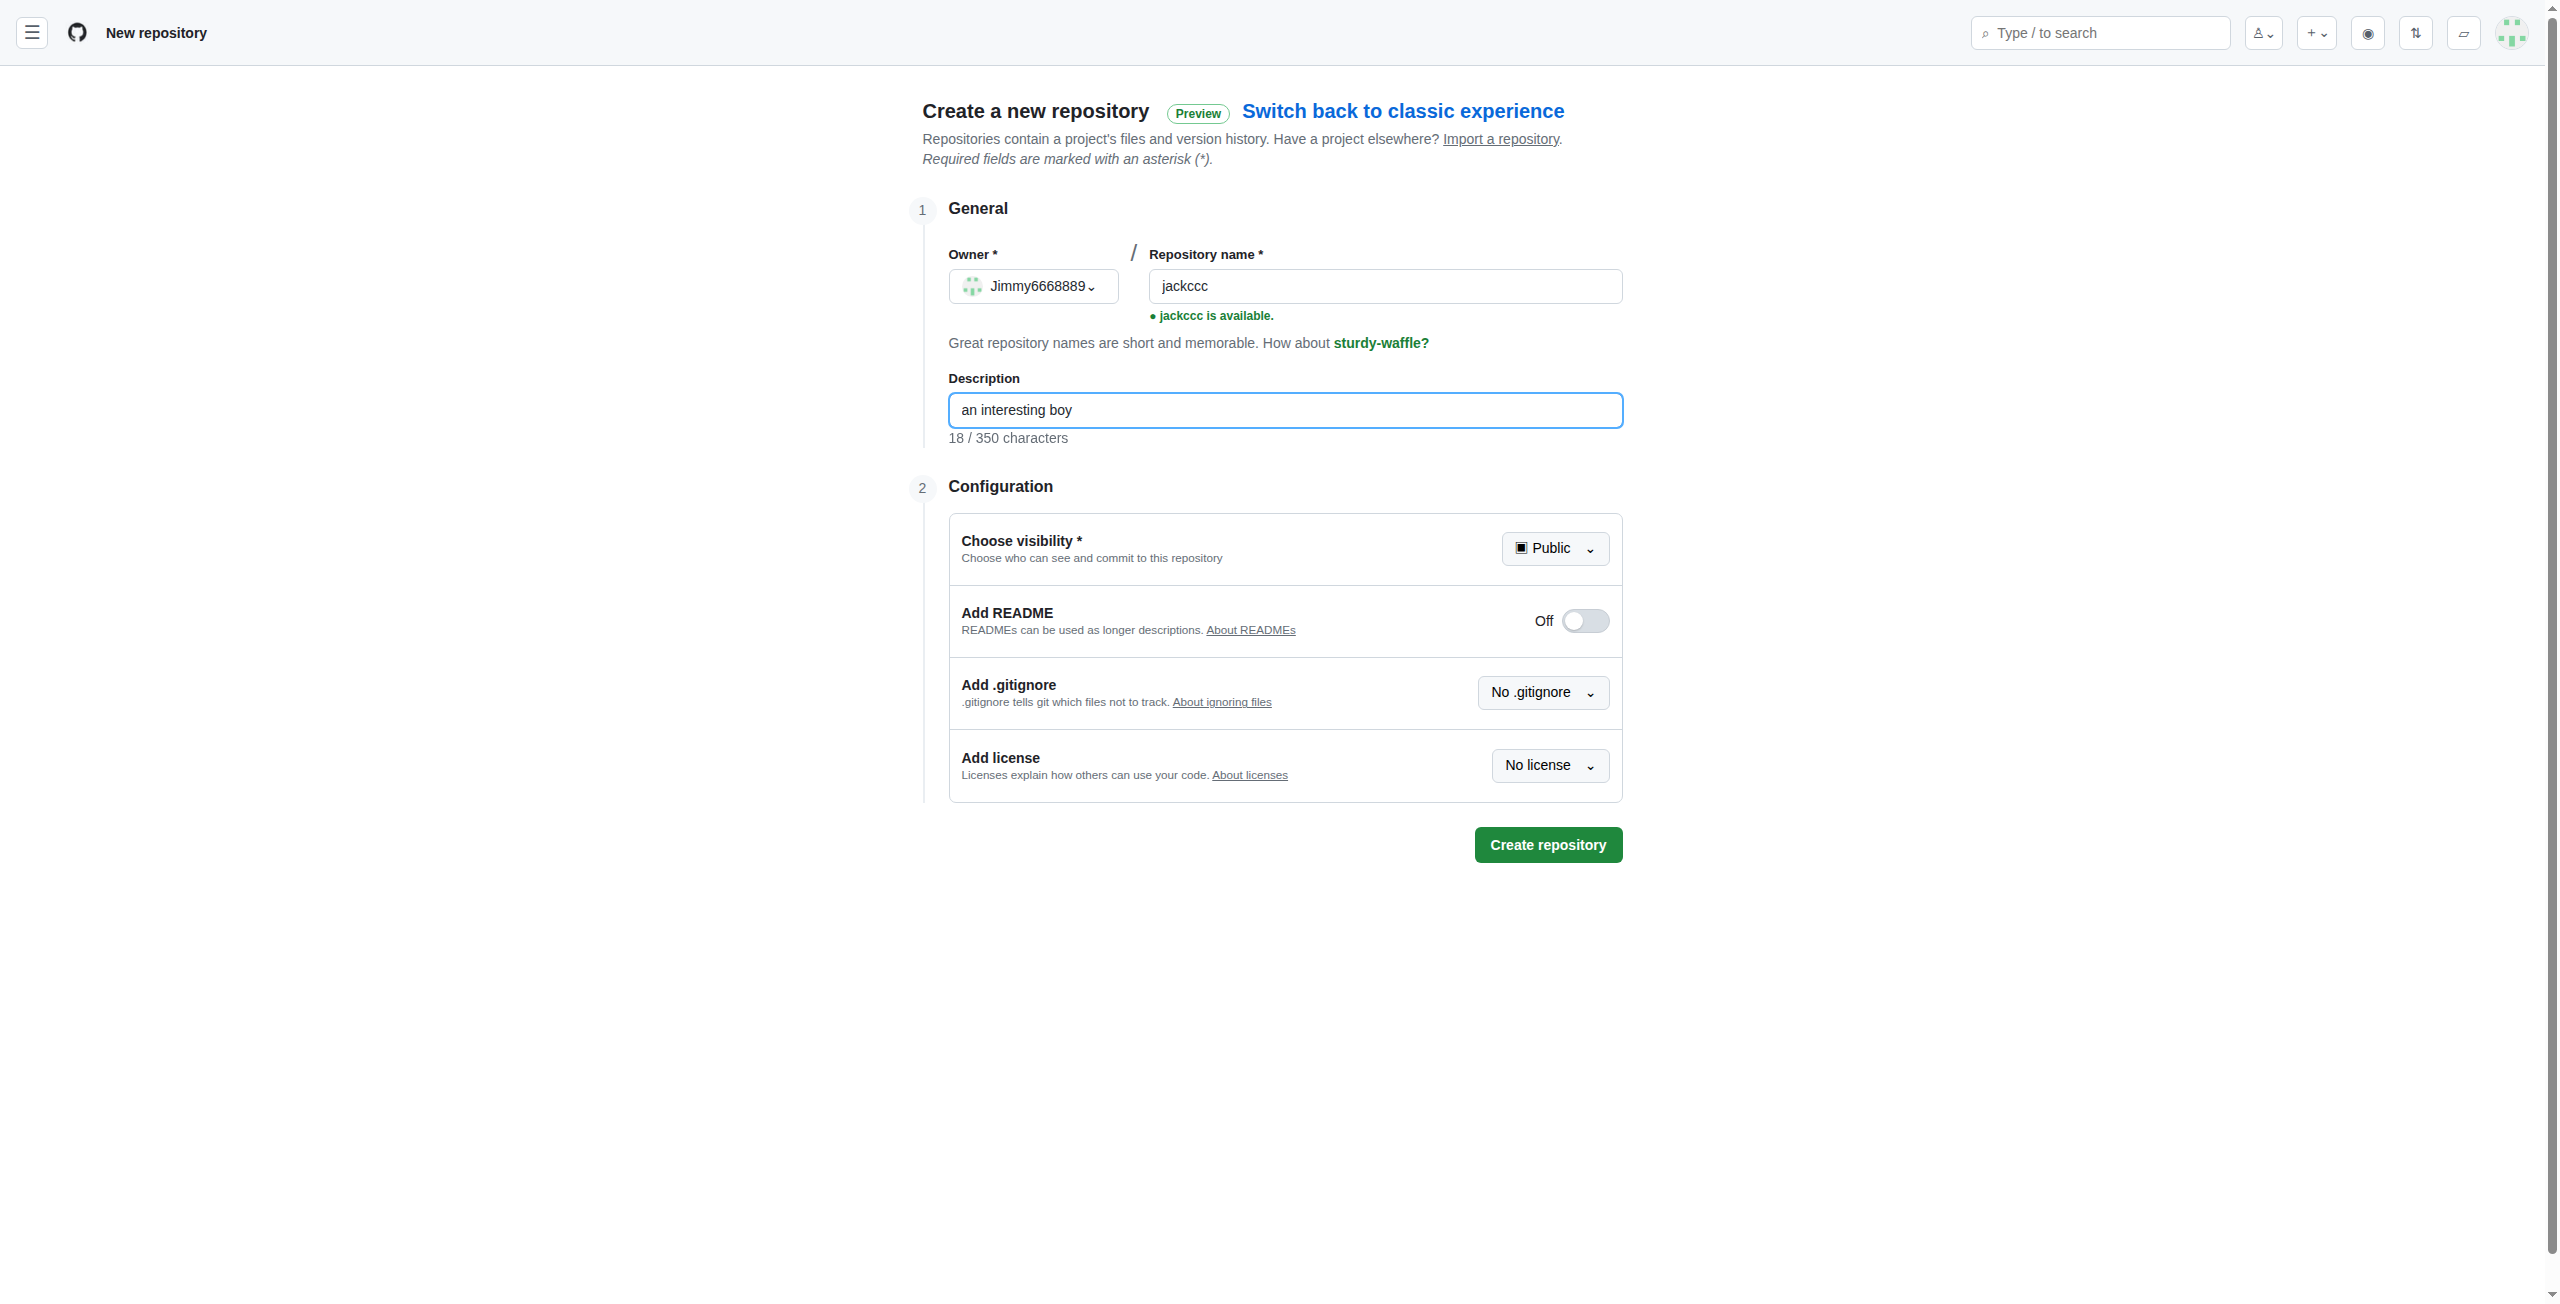 New repository
Type / to search
Create a new repository Preview Switch back to classic experience
Repositories contain a project's files and version history. Have a project elsewhere? Import a repository.
Required fields are marked with an asterisk (*).
1 General
Owner * / Repository name *
Jimmy6668889 jackccc
● jackccc is available.
Great repository names are short and memorable. How about sturdy-waffle?
Description
an interesting boy
18 / 350 characters
2 Configuration
Choose visibility *
Choose who can see and commit to this repository
Public
Add README
READMEs can be used as longer descriptions. About READMEs
Off
Add .gitignore
.gitignore tells git which files not to track. About ignoring files
No .gitignore
Add license
Licenses explain how others can use your code. About licenses
No license
Create repository